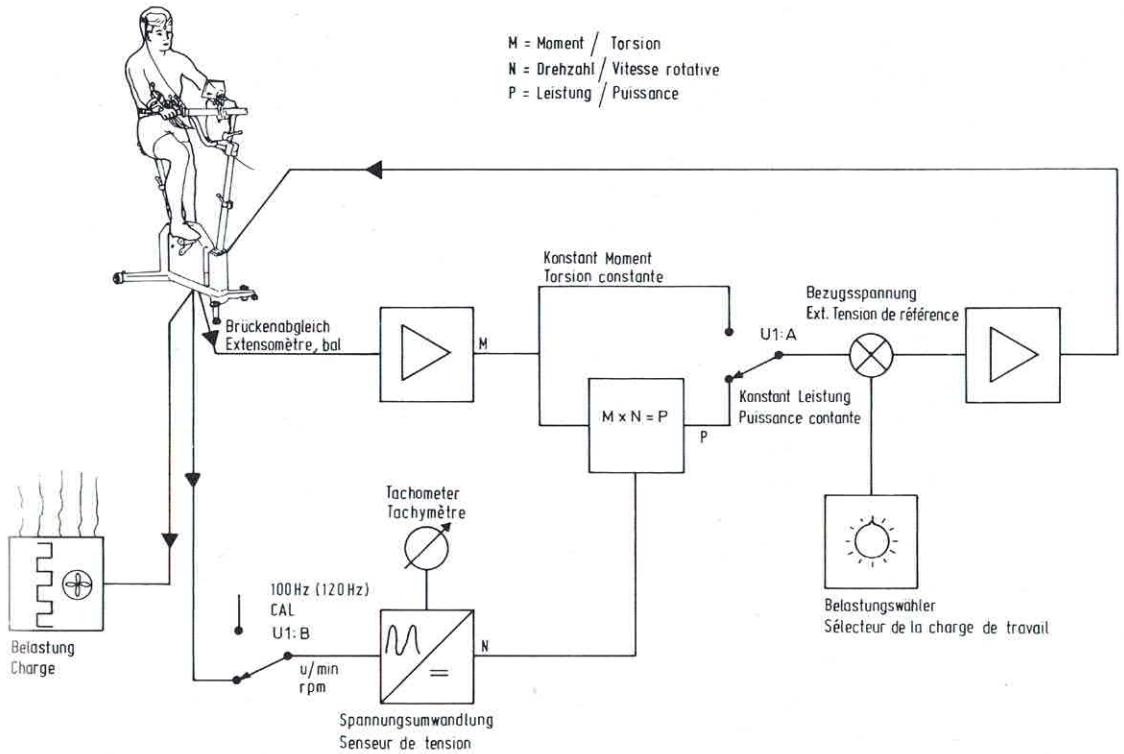 M = Moment / Torsion
N = Drehzahl / Vitesse rotative
P = Leistung / Puissance
Konstant Moment
Torsion constante
Bezugsspannung
Ext. Tension de référence
Brückenabgleich
Extensomètre, bal
M
U1:A
M x N = P
P
Konstant Leistung
Puissance contante
Tachometer
Tachymètre
100Hz (120Hz)
CAL
U1:B
u/min
rpm
=
N
Belastung
Charge
Belastungswähler
Sélecteur de la charge de travail
Spannungsumwandlung
Senseur de tension